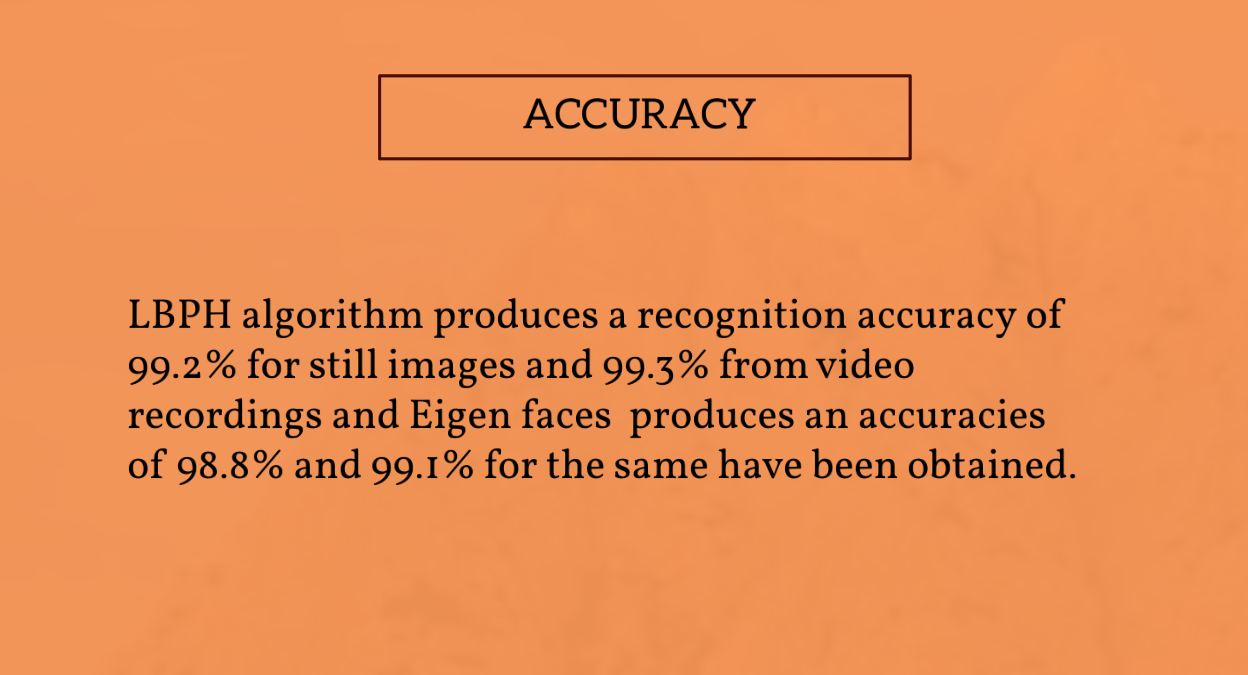 ACCURACY
LBPH algorithm produces a recognition accuracy of
99.2% for still images and 99.3% from video
recordings and Eigen faces  produces an accuracies
of 98.8% and 99.1% for the same have been obtained.